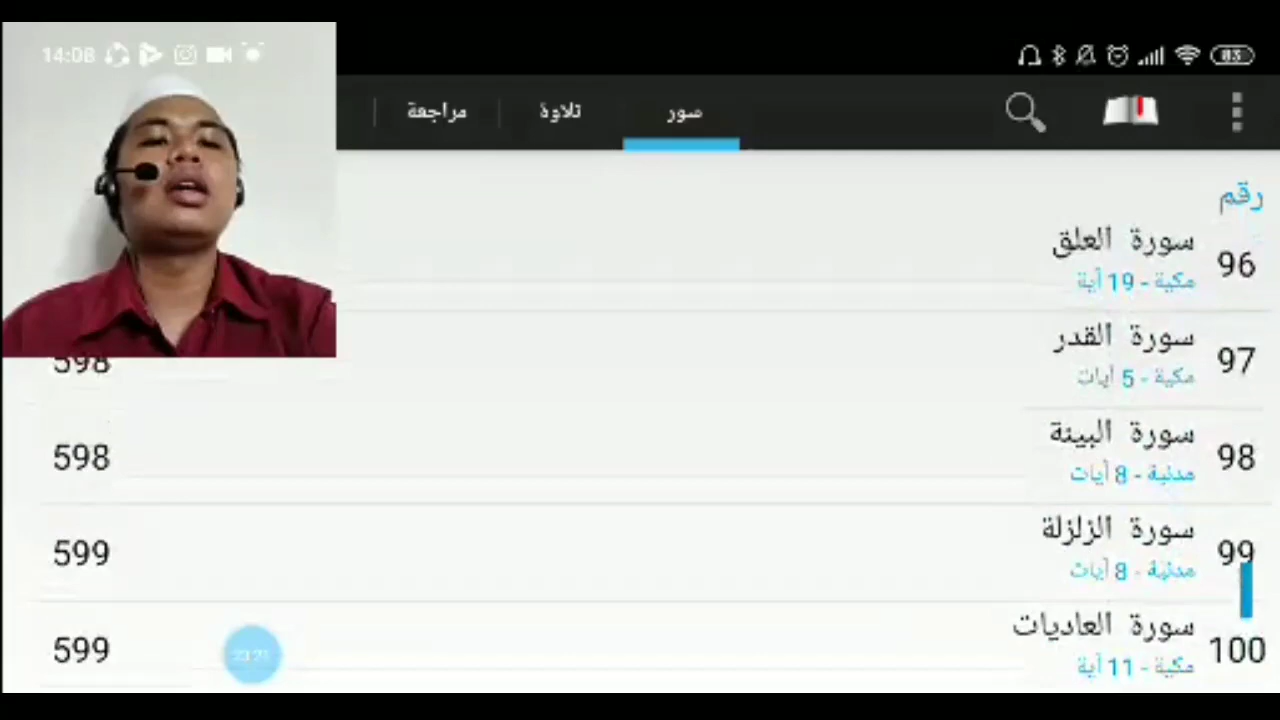 14:08
83
سور
تلاوة
مراجعة
رقم
96
سورة العلق
مكية - 19 آية
97
سورة القدر
مكية - 5 آيات
598
98
سورة البينة
مدنية - 8 آيات
598
99
سورة الزلزلة
مدنية - 8 آيات
599
100
سورة العاديات
مكية - 11 آية
599